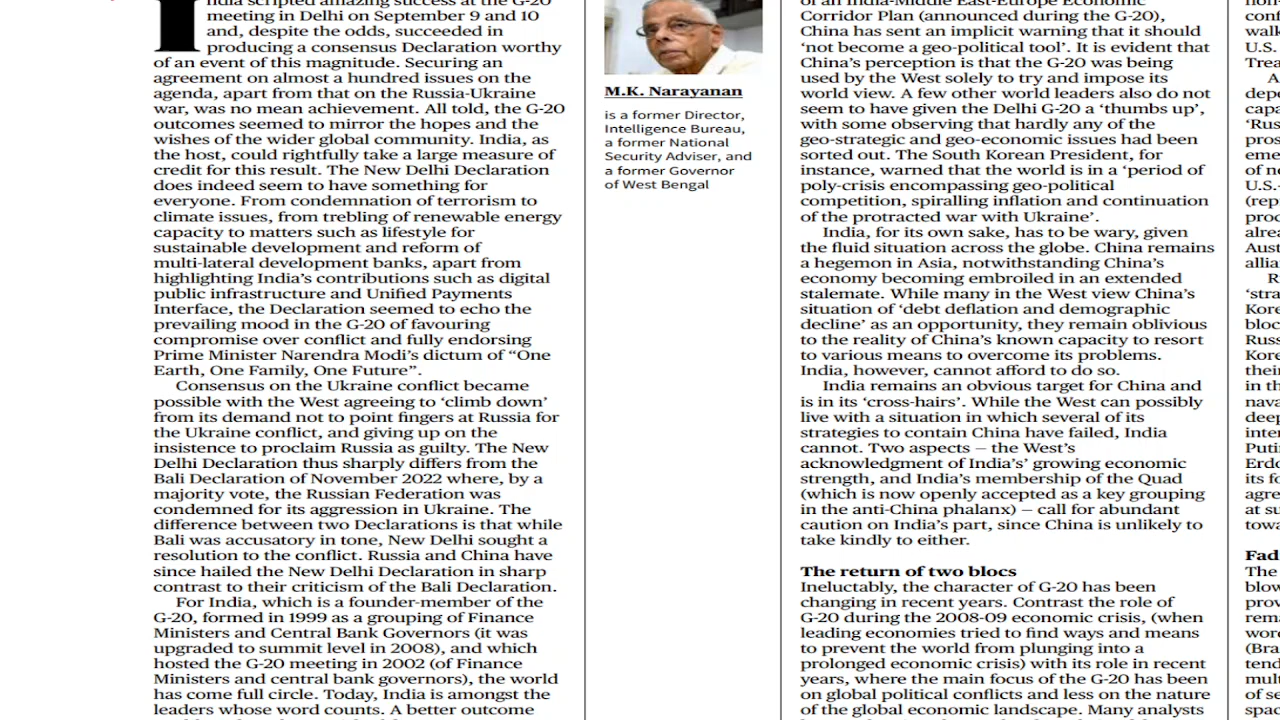 India scripted amazing success at the G-20
meeting in Delhi on September 9 and 10
and, despite the odds, succeeded in
producing a consensus Declaration worthy
of an event of this magnitude. Securing an
agreement on almost a hundred issues on the
agenda, apart from that on the Russia-Ukraine
war, was no mean achievement. All told, the G-20
outcomes seemed to mirror the hopes and the
wishes of the wider global community. India, as
the host, could rightfully take a large measure of
credit for this result. The New Delhi Declaration
does indeed seem to have something for
everyone. From condemnation of terrorism to
climate issues, from trebling of renewable energy
capacity to matters such as lifestyle for
sustainable development and reform of
multi-lateral development banks, apart from
highlighting India's contributions such as digital
public infrastructure and Unified Payments
Interface, the Declaration seemed to echo the
prevailing mood in the G-20 of favouring
compromise over conflict and fully endorsing
Prime Minister Narendra Modi's dictum of “One
Earth, One Family, One Future”.
Consensus on the Ukraine conflict became
possible with the West agreeing to ‘climb down’
from its demand not to point fingers at Russia for
the Ukraine conflict, and giving up on the
insistence to proclaim Russia as guilty. The New
Delhi Declaration thus sharply differs from the
Bali Declaration of November 2022 where, by a
majority vote, the Russian Federation was
condemned for its aggression in Ukraine. The
difference between two Declarations is that while
Bali was accusatory in tone, New Delhi sought a
resolution to the conflict. Russia and China have
since hailed the New Delhi Declaration in sharp
contrast to their criticism of the Bali Declaration.
For India, which is a founder-member of the
G-20, formed in 1999 as a grouping of Finance
Ministers and Central Bank Governors (it was
upgraded to summit level in 2008), and which
hosted the G-20 meeting in 2002 (of Finance
Ministers and central bank governors), the world
has come full circle. Today, India is amongst the
leaders whose word counts. A better outcome
M.K. Narayanan
is a former Director,
Intelligence Bureau,
a former National
Security Adviser, and
a former Governor
of West Bengal
of an India-Middle East-Europe Economic
Corridor Plan (announced during the G-20),
China has sent an implicit warning that it should
‘not become a geo-political tool’. It is evident that
China's perception is that the G-20 was being
used by the West solely to try and impose its
world view. A few other world leaders also do not
seem to have given the Delhi G-20 a ‘thumbs up’,
with some observing that hardly any of the
geo-strategic and geo-economic issues had been
sorted out. The South Korean President, for
instance, warned that the world is in a ‘period of
poly-crisis encompassing geo-political
competition, spiralling inflation and continuation
of the protracted war with Ukraine’.
India, for its own sake, has to be wary, given
the fluid situation across the globe. China remains
a hegemon in Asia, notwithstanding China's
economy becoming embroiled in an extended
stalemate. While many in the West view China's
situation of ‘debt deflation and demographic
decline’ as an opportunity, they remain oblivious
to the reality of China's known capacity to resort
to various means to overcome its problems.
India, however, cannot afford to do so.
India remains an obvious target for China and
is in its ‘cross-hairs’. While the West can possibly
live with a situation in which several of its
strategies to contain China have failed, India
cannot. Two aspects — the West's
acknowledgment of India's’ growing economic
strength, and India's membership of the Quad
(which is now openly accepted as a key grouping
in the anti-China phalanx) — call for abundant
caution on India's part, since China is unlikely to
take kindly to either.
The return of two blocs
Ineluctably, the character of G-20 has been
changing in recent years. Contrast the role of
G-20 during the 2008-09 economic crisis, (when
leading economies tried to find ways and means
to prevent the world from plunging into a
prolonged economic crisis) with its role in recent
years, where the main focus of the G-20 has been
on global political conflicts and less on the nature
of the global economic landscape. Many analysts